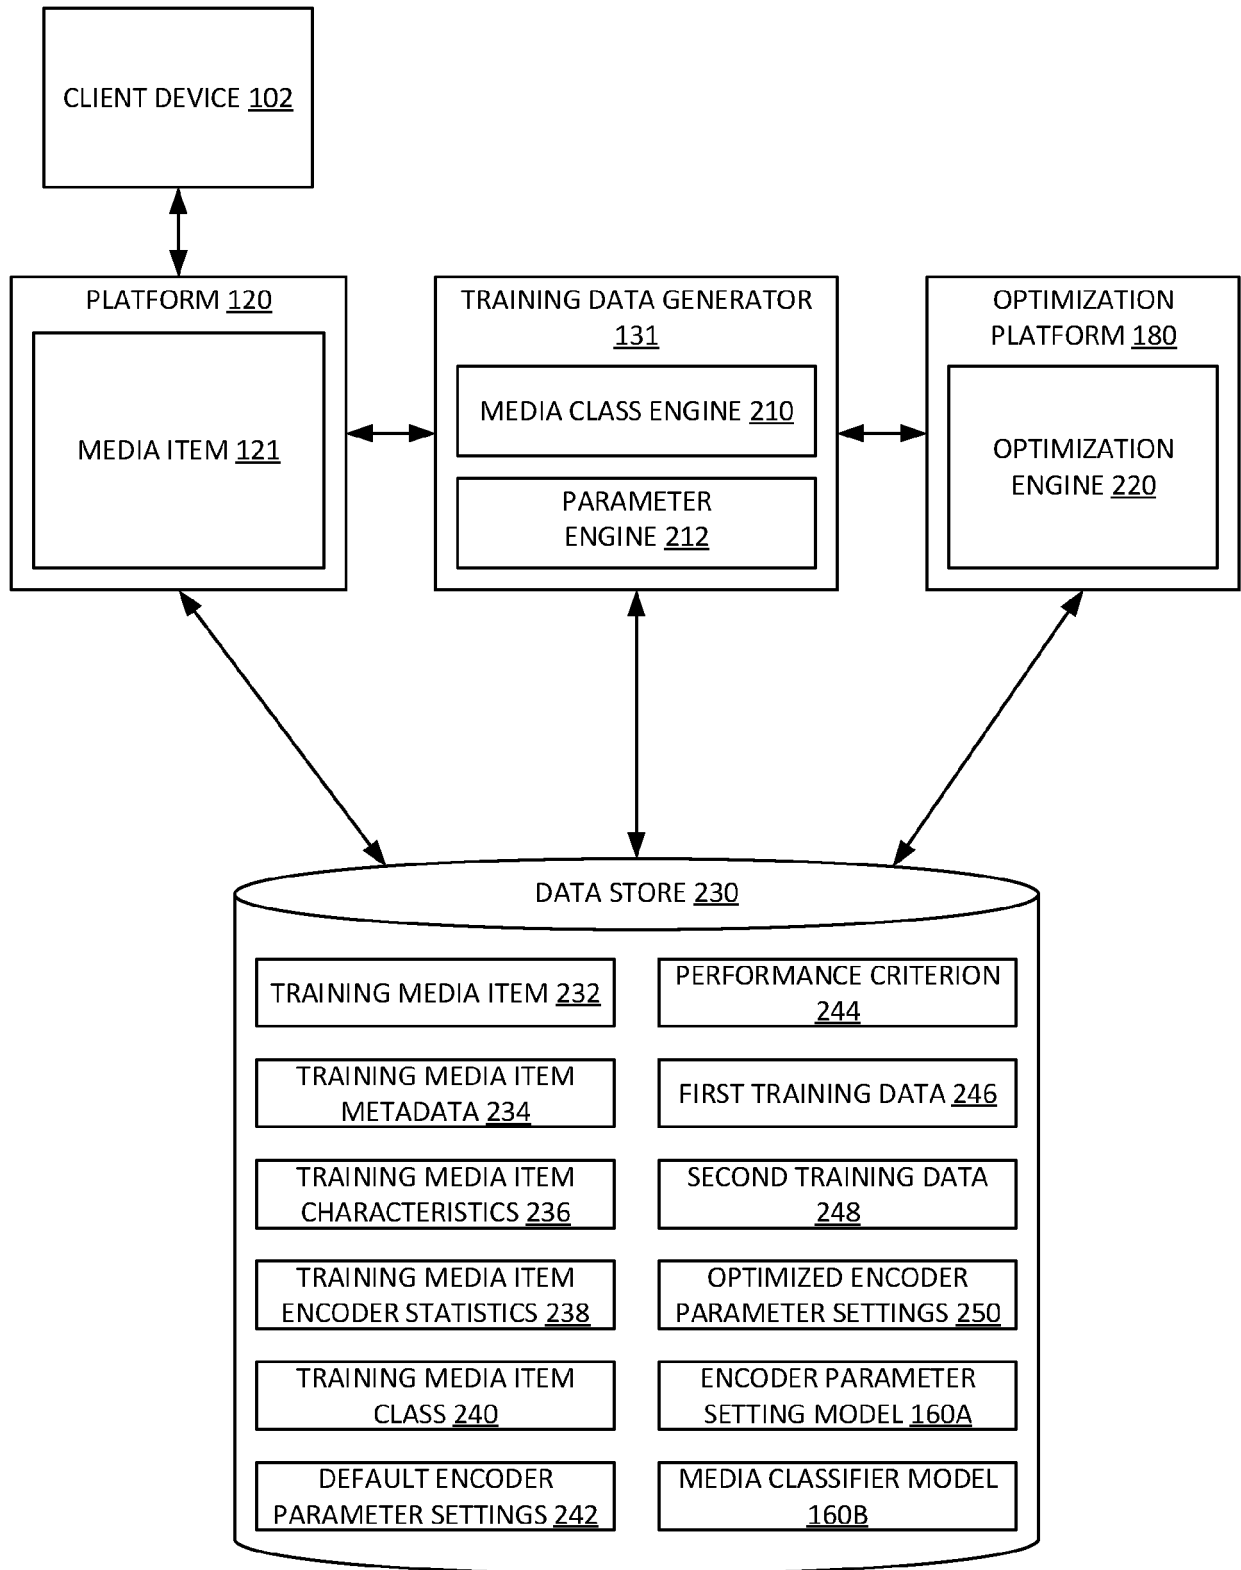 CLIENT DEVICE 102
PLATFORM 120
MEDIA ITEM 121
TRAINING DATA GENERATOR
131
MEDIA CLASS ENGINE 210
PARAMETER
ENGINE 212
OPTIMIZATION
PLATFORM 180
OPTIMIZATION
ENGINE 220
DATA STORE 230
TRAINING MEDIA ITEM 232
TRAINING MEDIA ITEM
METADATA 234
TRAINING MEDIA ITEM
CHARACTERISTICS 236
TRAINING MEDIA ITEM
ENCODER STATISTICS 238
TRAINING MEDIA ITEM
CLASS 240
DEFAULT ENCODER
PARAMETER SETTINGS 242
PERFORMANCE CRITERION
244
FIRST TRAINING DATA 246
SECOND TRAINING DATA
248
OPTIMIZED ENCODER
PARAMETER SETTINGS 250
ENCODER PARAMETER
SETTING MODEL 160A
MEDIA CLASSIFIER MODEL
160B